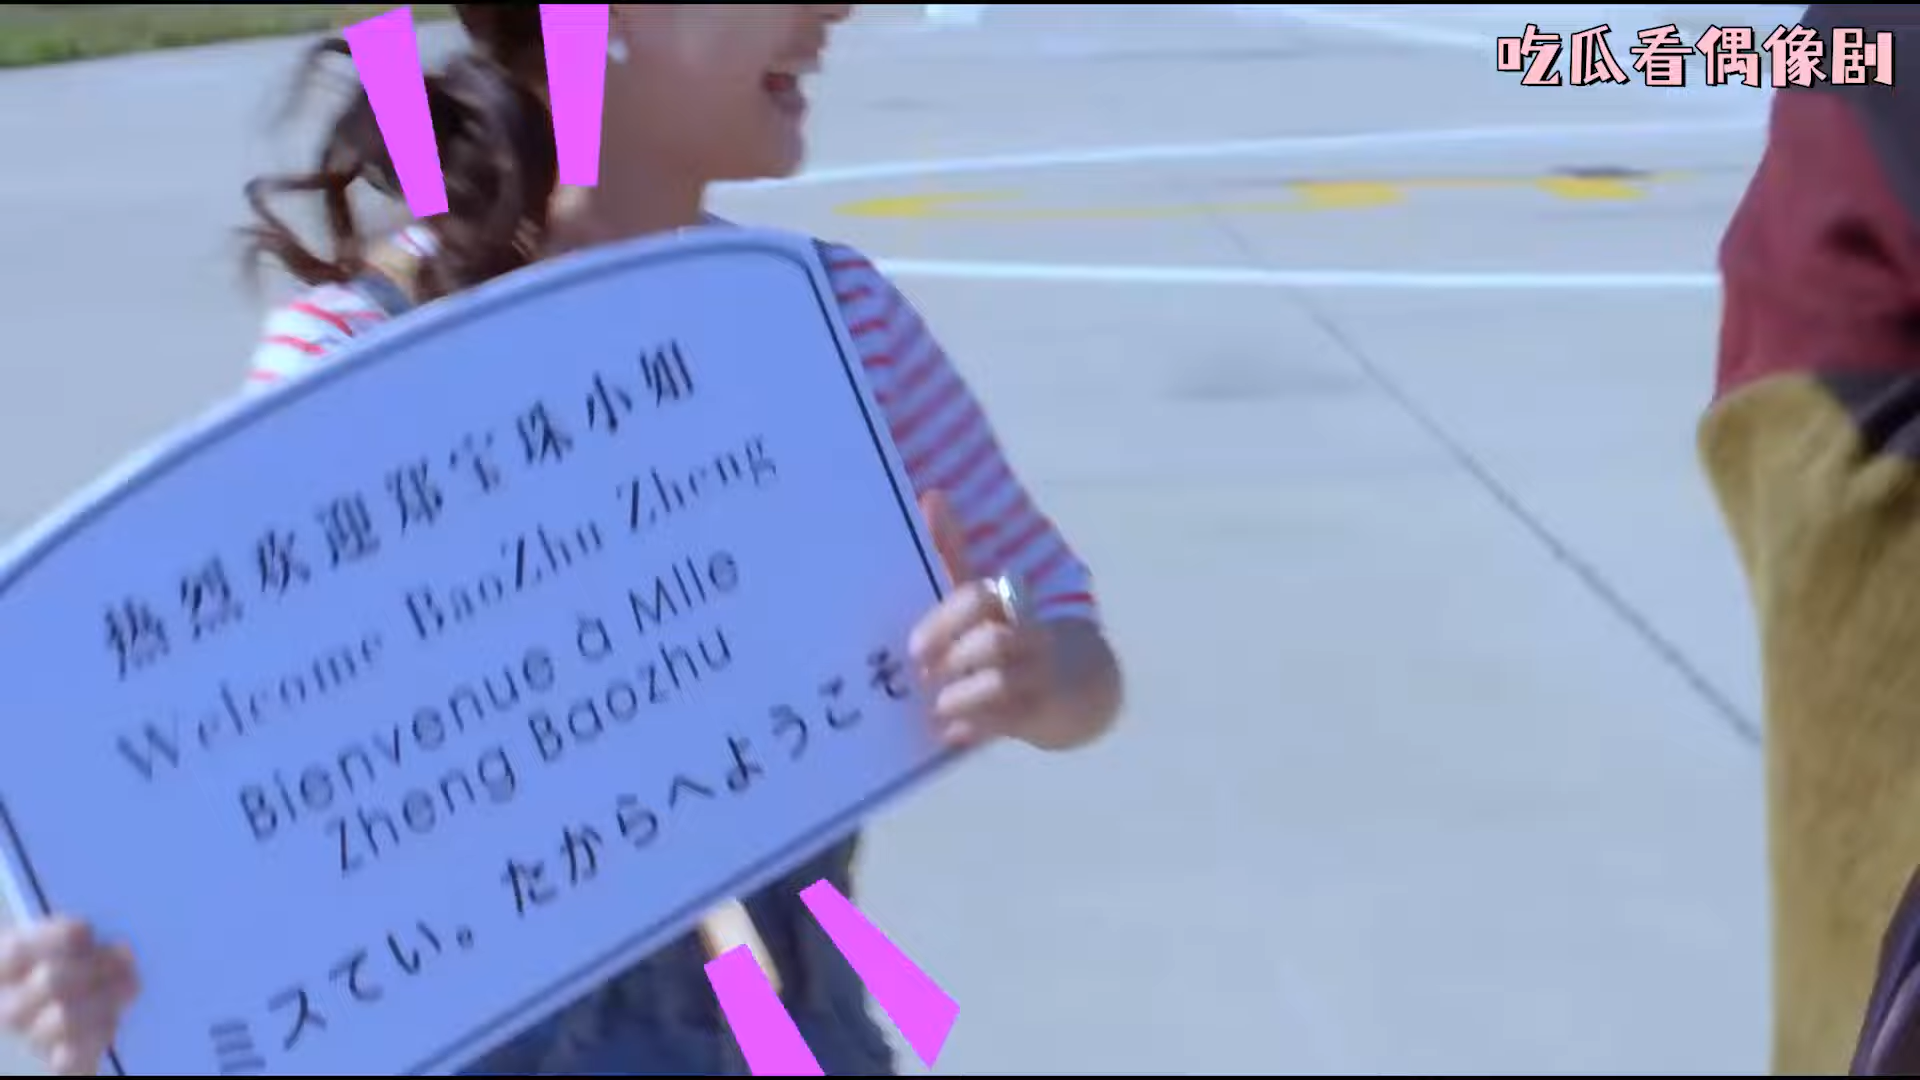 吃瓜看偶像剧
热烈欢迎郑宝珠小姐
Welcome BaoZhu Zheng
Bienvenue à Mlle
Zheng Baozhu
ミスてい。たからへようこそ